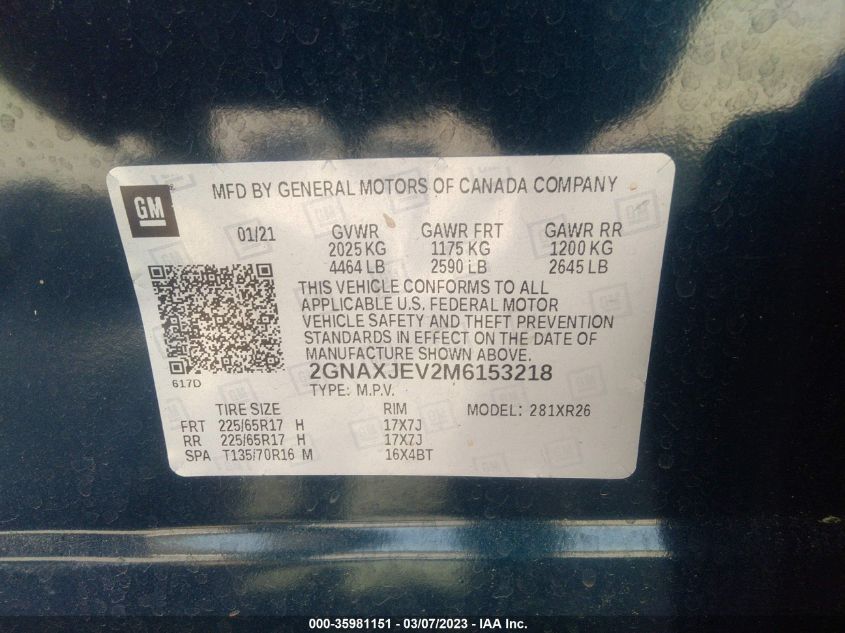 GM
MFD BY GENERAL MOTORS OF CANADA COMPANY
01/21 GVWR GAWR FRT GAWR RR
2025 KG 1175 KG 1200 KG
4464 LB 2590 LB 2645 LB
THIS VEHICLE CONFORMS TO ALL
APPLICABLE U.S. FEDERAL MOTOR
VEHICLE SAFETY AND THEFT PREVENTION
STANDARDS IN EFFECT ON THE DATE OF
MANUFACTURE SHOWN ABOVE.
617D
2GNAXJEV2M6153218
TYPE: M.P.V.
TIRE SIZE RIM MODEL: 281XR26
FRT 225/65R17 H 17X7J
RR 225/65R17 H 17X7J
SPA T135/70R16 M 16X4BT
000-35981151 — 03/07/2023 — IAA Inc.